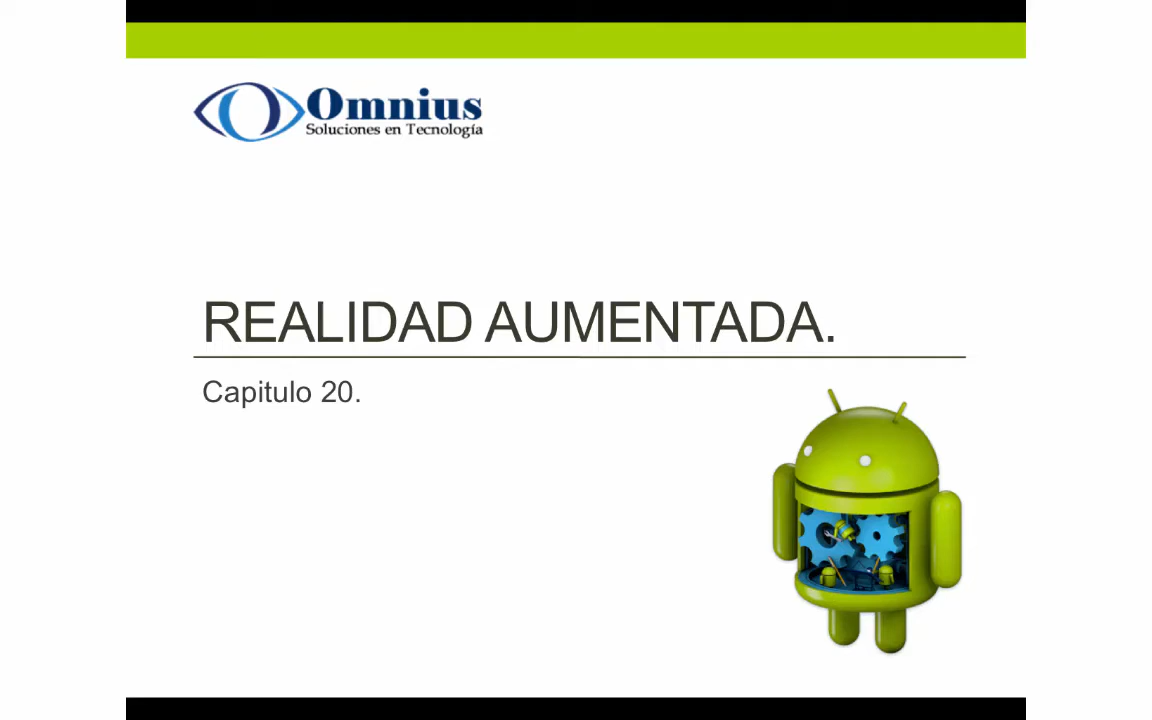 Omnius
Soluciones en Tecnología
REALIDAD AUMENTADA.
Capitulo 20.